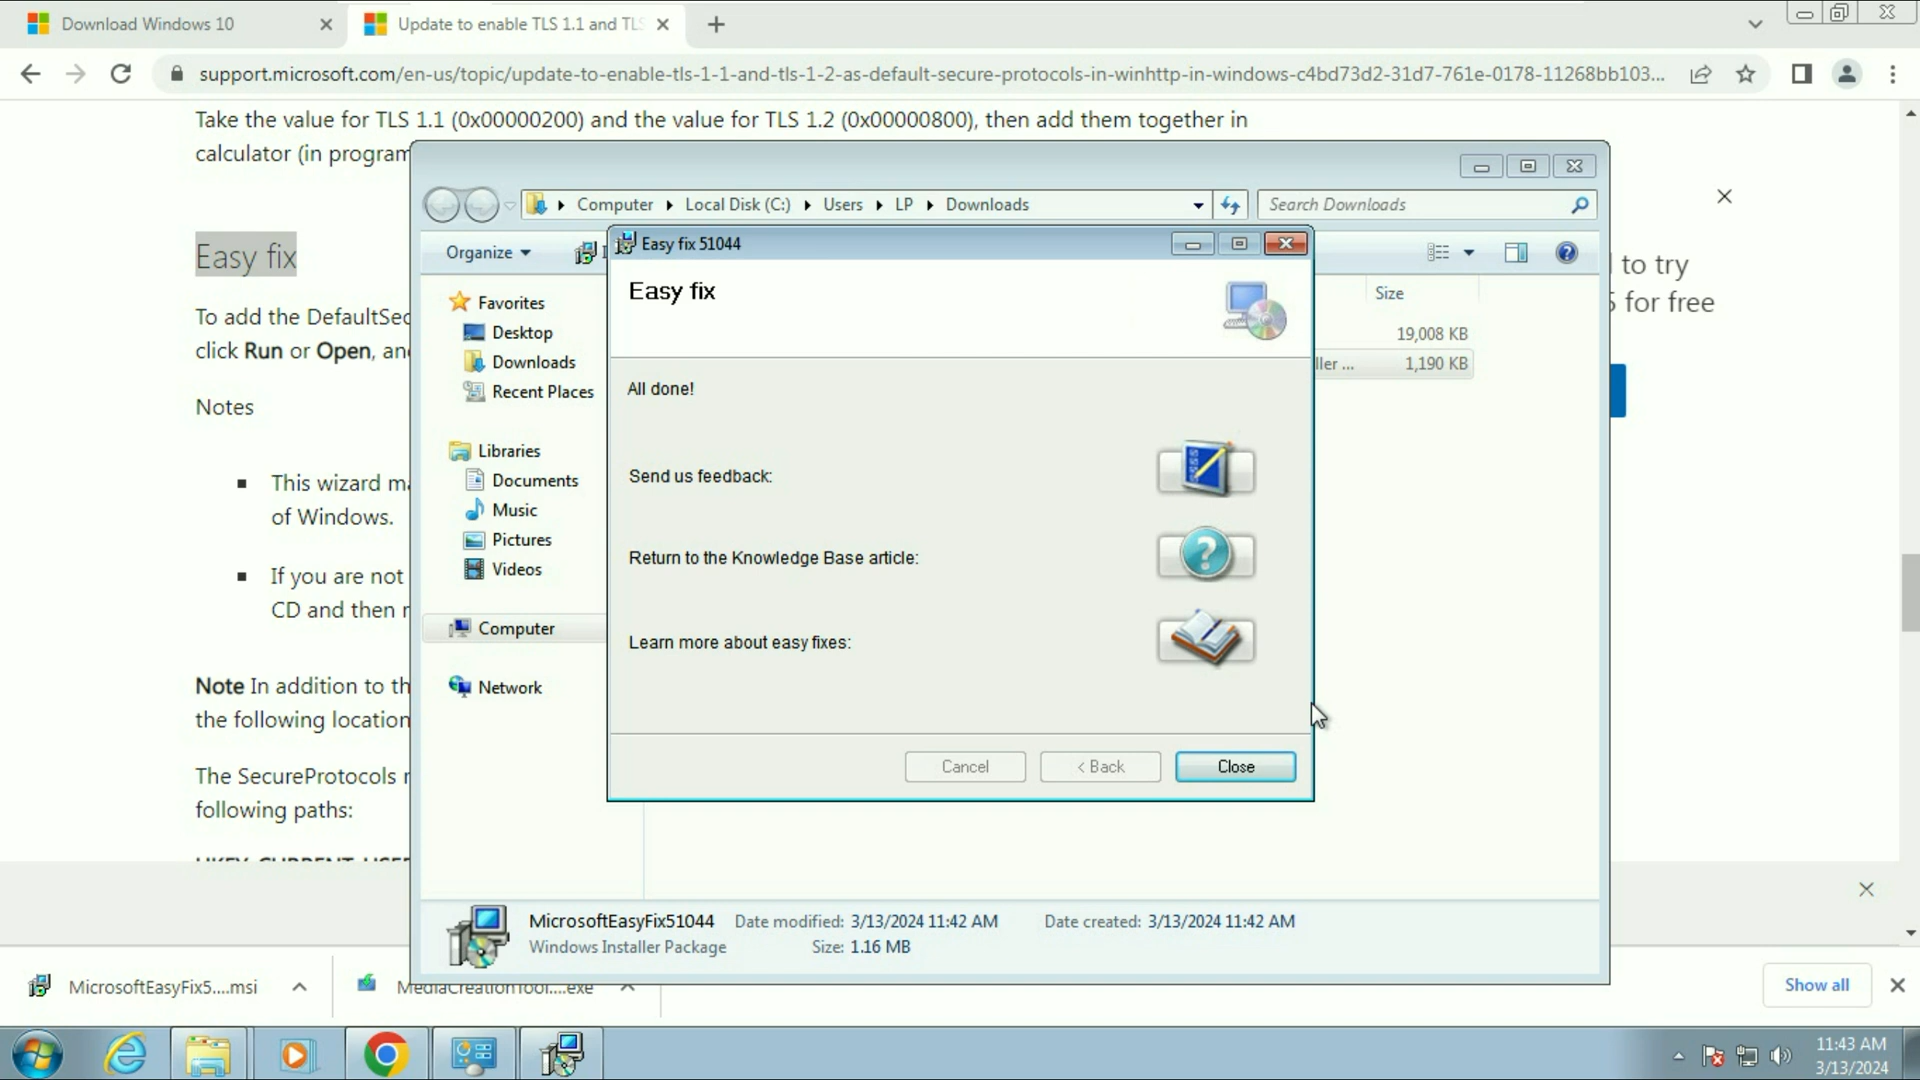 Download Windows 10
Update to enable TLS 1.1 and TLS
support.microsoft.com/en-us/topic/update-to-enable-tls-1-1-and-tls-1-2-as-default-secure-protocols-in-winhttp-in-windows-c4bd73d2-31d7-761e-0178-11268bb103...
Take the value for TLS 1.1 (0x00000200) and the value for TLS 1.2 (0x00000800), then add them together in
calculator (in program
Computer Local Disk (C:) Users LP Downloads
Search Downloads
Organize
Easy fix 51044
Easy fix
Easy fix
to try
for free
Size
19,008 KB
ller ... 1,190 KB
To add the DefaultSec
click Run or Open, and
Notes
This wizard ma
of Windows.
If you are not
CD and then r
Note In addition to th
the following location
The SecureProtocols r
following paths:
HKEY_CURRENT_USER
Favorites
Desktop
Downloads
Recent Places
Libraries
Documents
Music
Pictures
Videos
Computer
Network
All done!
Send us feedback:
Return to the Knowledge Base article:
Learn more about easy fixes:
Cancel
< Back
Close
MicrosoftEasyFix51044 Date modified: 3/13/2024 11:42 AM Date created: 3/13/2024 11:42 AM
Windows Installer Package Size: 1.16 MB
MicrosoftEasyFix5....msi
MediaCreationTool....exe
Show all
11:43 AM
3/13/2024